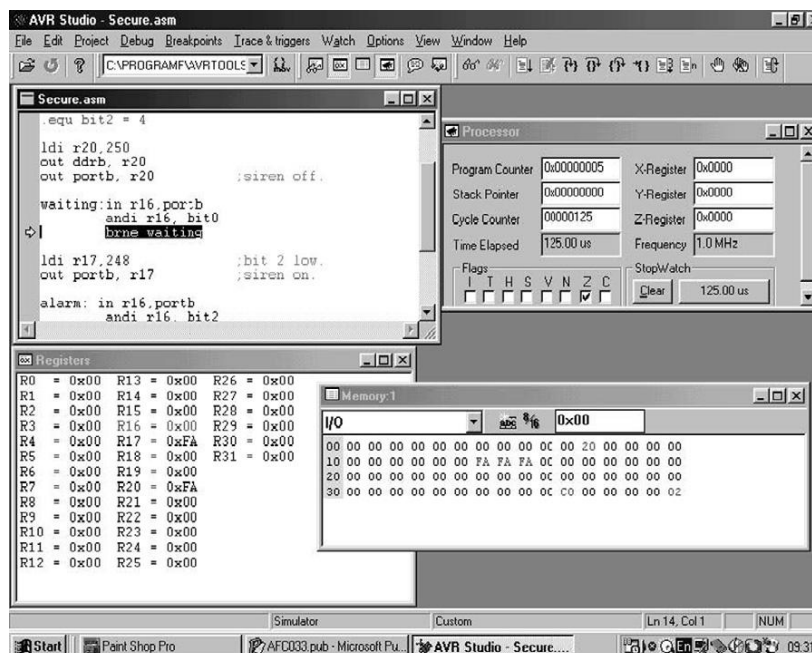 AVR Studio - Secure.asm
File Edit Project Debug Breakpoints Trace & triggers Watch Options View Window Help
C:\PROGRAMF\AVRTOOLS
Secure.asm
.equ bit2 = 4
ldi r20,250
out ddrb, r20
out portb, r20 ;siren off.
waiting:in r16,portb
andi r16, bit0
brne waiting
ldi r17,248 ;bit 2 low.
out portb, r17 ;siren on.
alarm: in r16,portb
andi r16, bit2
Processor
Program Counter 0x00000005 X-Register 0x0000
Stack Pointer 0x00000000 Y-Register 0x0000
Cycle Counter 00000125 Z-Register 0x0000
Time Elapsed 125.00 us Frequency 1.0 MHz
Flags StopWatch
I T H S V N Z C
Clear 125.00 us
Registers
R0 = 0x00 R13 = 0x00 R26 = 0x00
R1 = 0x00 R14 = 0x00 R27 = 0x00
R2 = 0x00 R15 = 0x00 R28 = 0x00
R3 = 0x00 R16 = 0x00 R29 = 0x00
R4 = 0x00 R17 = 0xFA R30 = 0x00
R5 = 0x00 R18 = 0x00 R31 = 0x00
R6 = 0x00 R19 = 0x00
R7 = 0x00 R20 = 0xFA
R8 = 0x00 R21 = 0x00
R9 = 0x00 R22 = 0x00
R10 = 0x00 R23 = 0x00
R11 = 0x00 R24 = 0x00
R12 = 0x00 R25 = 0x00
Memory:1
I/O abc 8/16 0x00
00 00 00 00 00 00 00 00 00 00 00 00 20 00 00 00 00
10 00 00 00 00 00 00 FA FA FA 00 00 00 00 00 00 00
20 00 00 00 00 00 00 00 00 00 00 00 00 00 00 00 00
30 00 00 00 00 00 00 00 00 00 00 C0 00 00 00 00 02
Simulator Custom Ln 14, Col 1 NUM
Start Paint Shop Pro AFC033.pub - Microsoft Pu... AVR Studio - Secure.... En 09:3